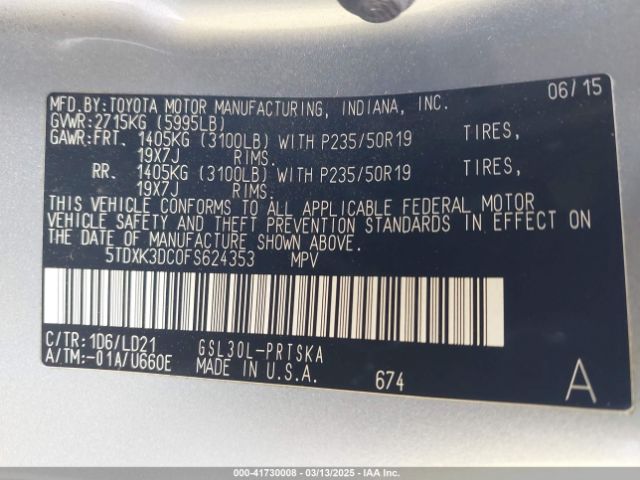 MFD.BY:TOYOTA MOTOR MANUFACTURING, INDIANA, INC. 06/15
GVWR:2715KG (5995LB)
GAWR:FRT. 1405KG (3100LB) WITH P235/50R19 TIRES,
19X7J RIMS.
RR. 1405KG (3100LB) WITH P235/50R19 TIRES,
19X7J RIMS.
THIS VEHICLE CONFORMS TO ALL APPLICABLE FEDERAL MOTOR
VEHICLE SAFETY AND THEFT PREVENTION STANDARDS IN EFFECT ON
THE DATE OF MANUFACTURE SHOWN ABOVE.
5TDXK3DC0FS624353 MPV
C/TR:1D6/LD21 GSL30L-PRTSKA
A/TM:-01A/U660E MADE IN U.S.A. 674 A
000-41730008 - 03/13/2025 - IAA Inc.